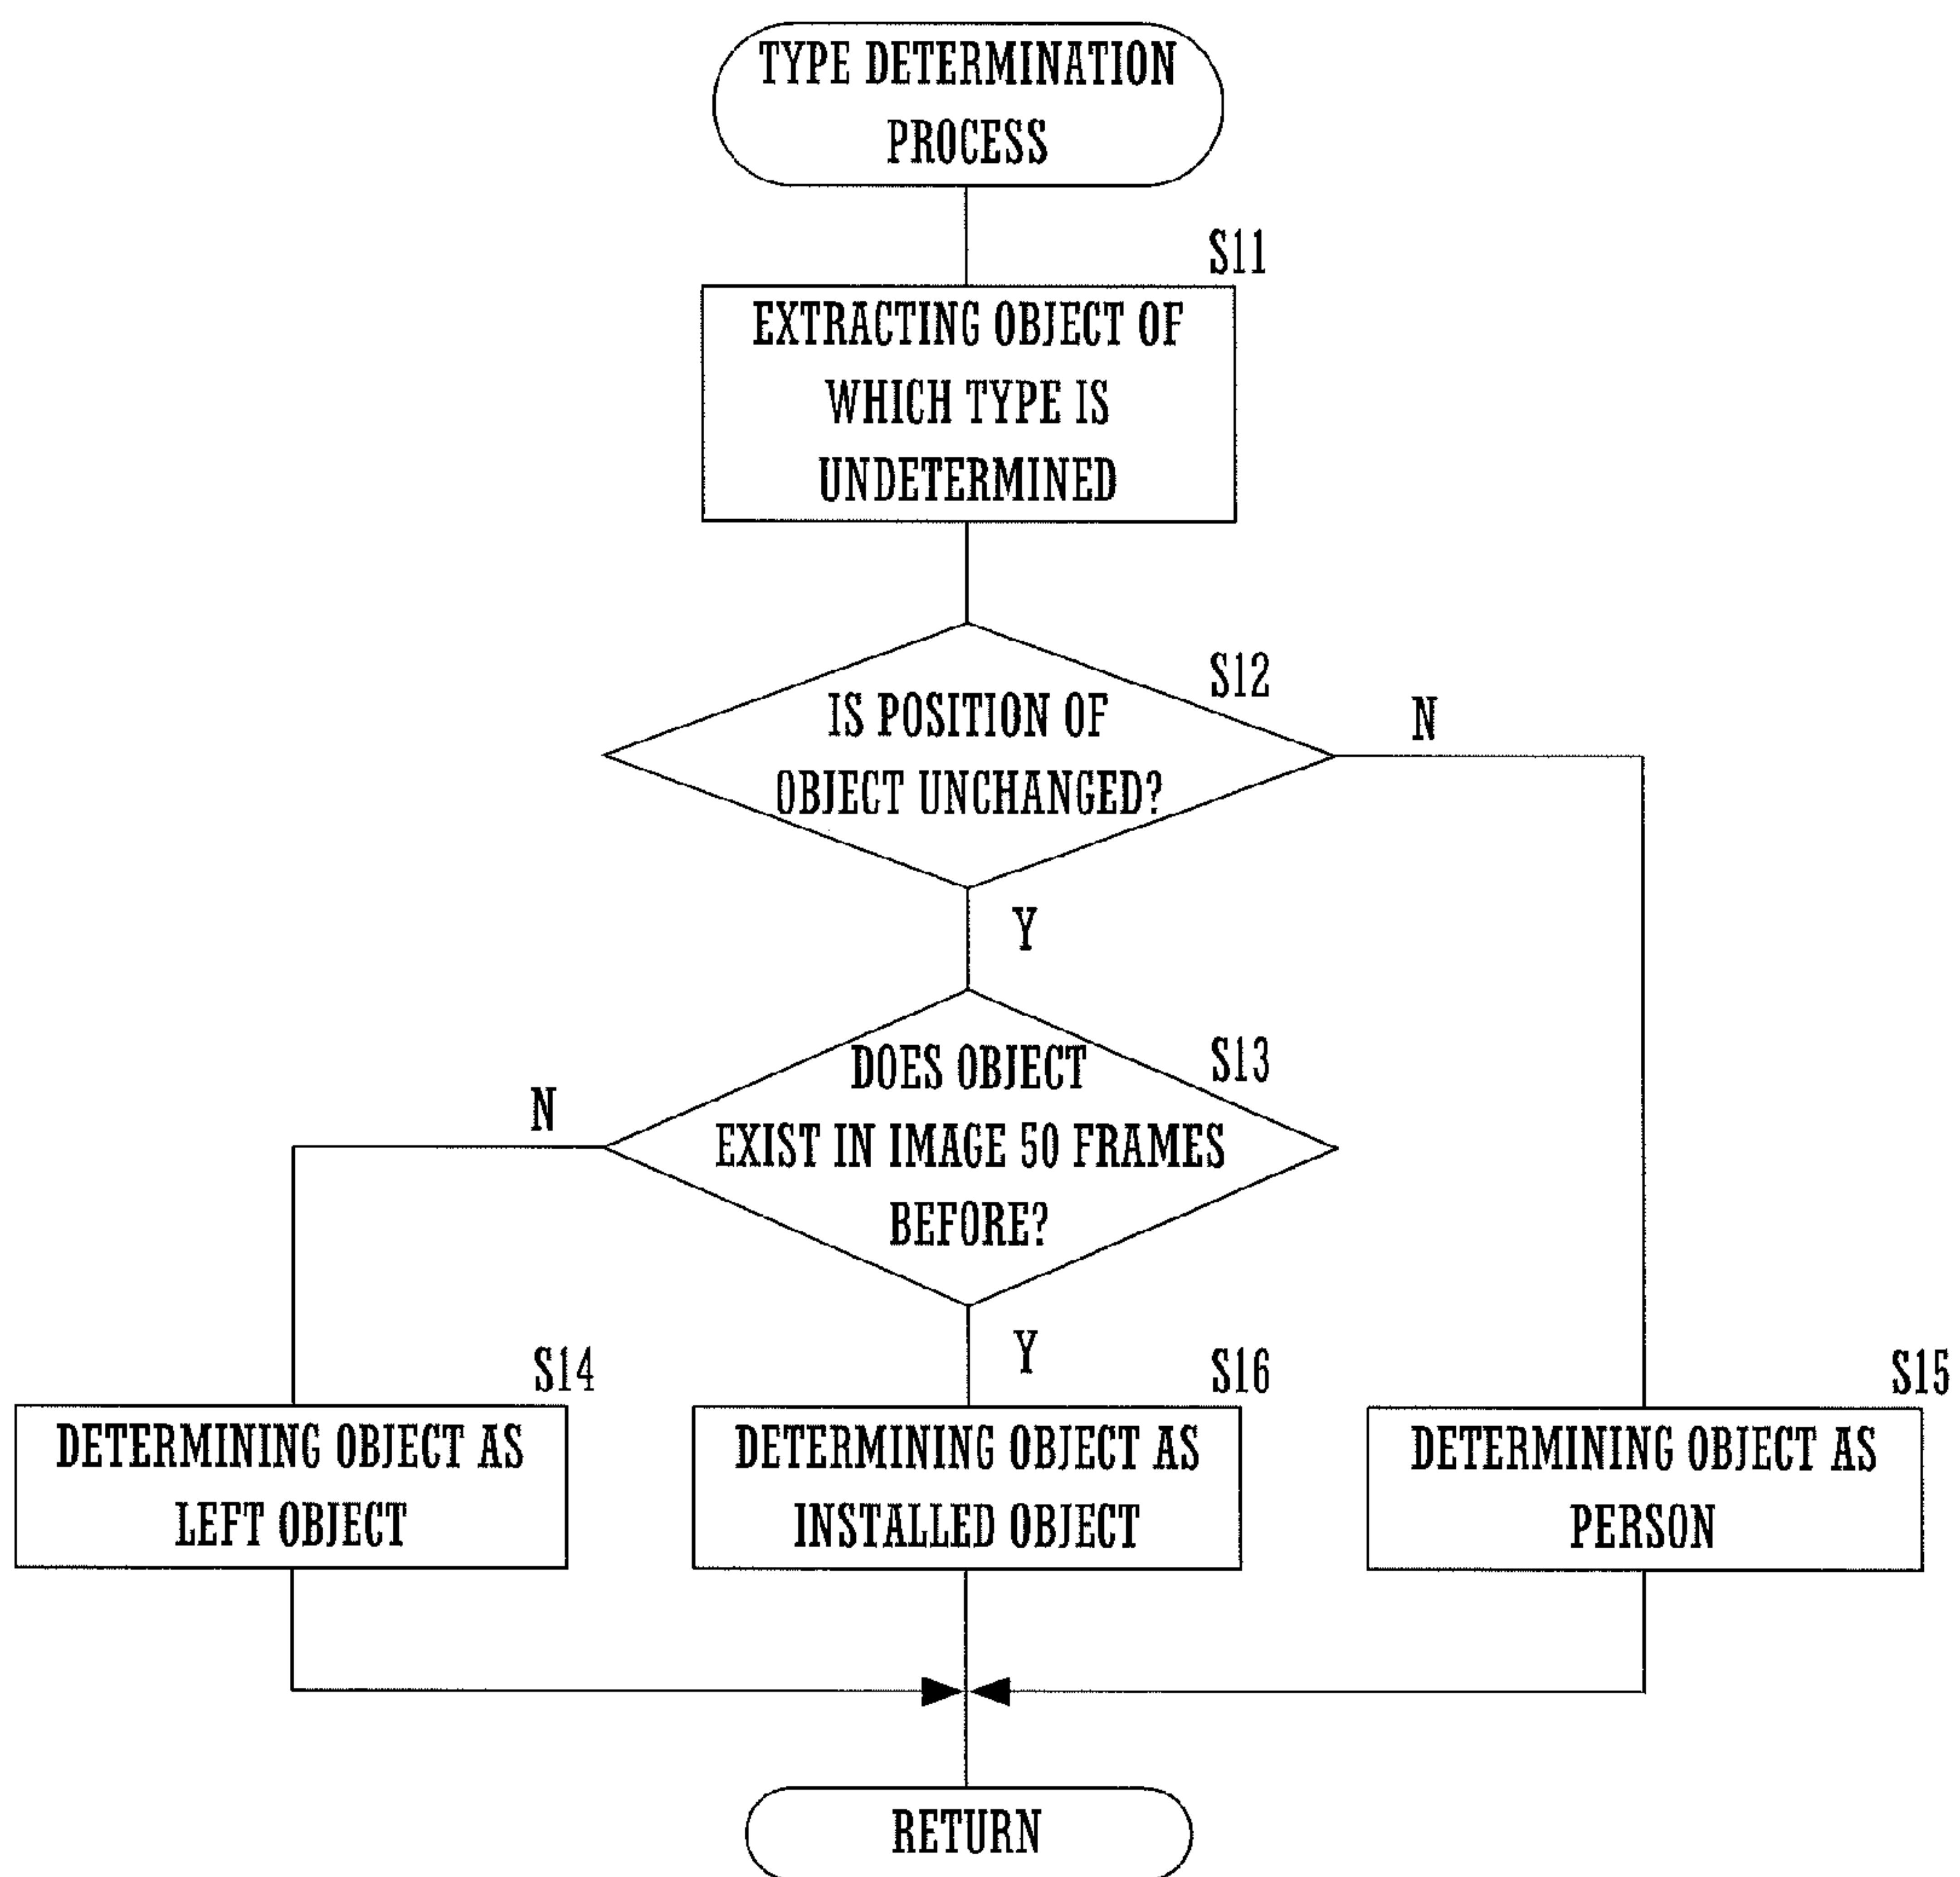 TYPE DETERMINATION
PROCESS
S11
EXTRACTING OBJECT OF
WHICH TYPE IS
UNDETERMINED
S12
IS POSITION OF
OBJECT UNCHANGED?
N
Y
S13
DOES OBJECT
EXIST IN IMAGE 50 FRAMES
BEFORE?
N
Y
S14
DETERMINING OBJECT AS
LEFT OBJECT
S16
DETERMINING OBJECT AS
INSTALLED OBJECT
S15
DETERMINING OBJECT AS
PERSON
RETURN